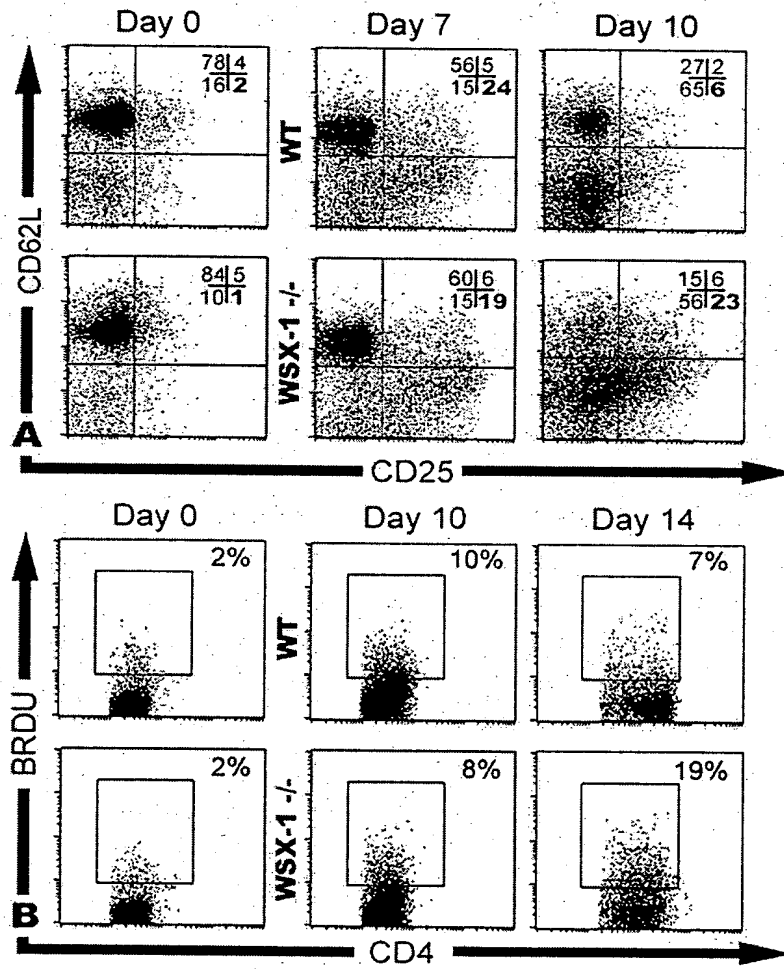 Day 0 Day 7 Day 10
78 4
16 2
56 5
15 24
27 2
65 6
WT
CD62L
84 5
10 1
60 6
15 19
15 6
56 23
WSX-1 -/-
A
CD25
Day 0 Day 10 Day 14
2% 10% 7%
WT
BRDU
2% 8% 19%
WSX-1 -/-
B
CD4